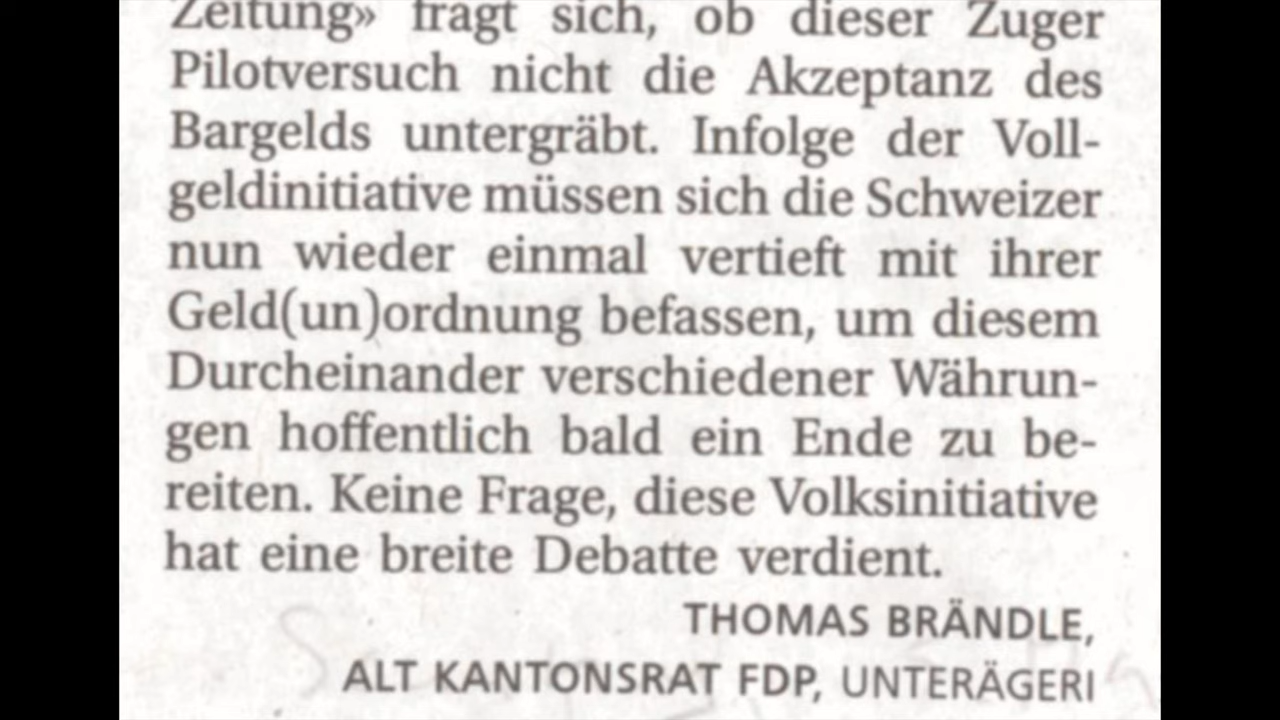 Zeitung» fragt sich, ob dieser Zuger
Pilotversuch nicht die Akzeptanz des
Bargelds untergräbt. Infolge der Voll-
geldinitiative müssen sich die Schweizer
nun wieder einmal vertieft mit ihrer
Geld(un)ordnung befassen, um diesem
Durcheinander verschiedener Währun-
gen hoffentlich bald ein Ende zu be-
reiten. Keine Frage, diese Volksinitiative
hat eine breite Debatte verdient.
THOMAS BRÄNDLE,
ALT KANTONSRAT FDP, UNTERÄGERI